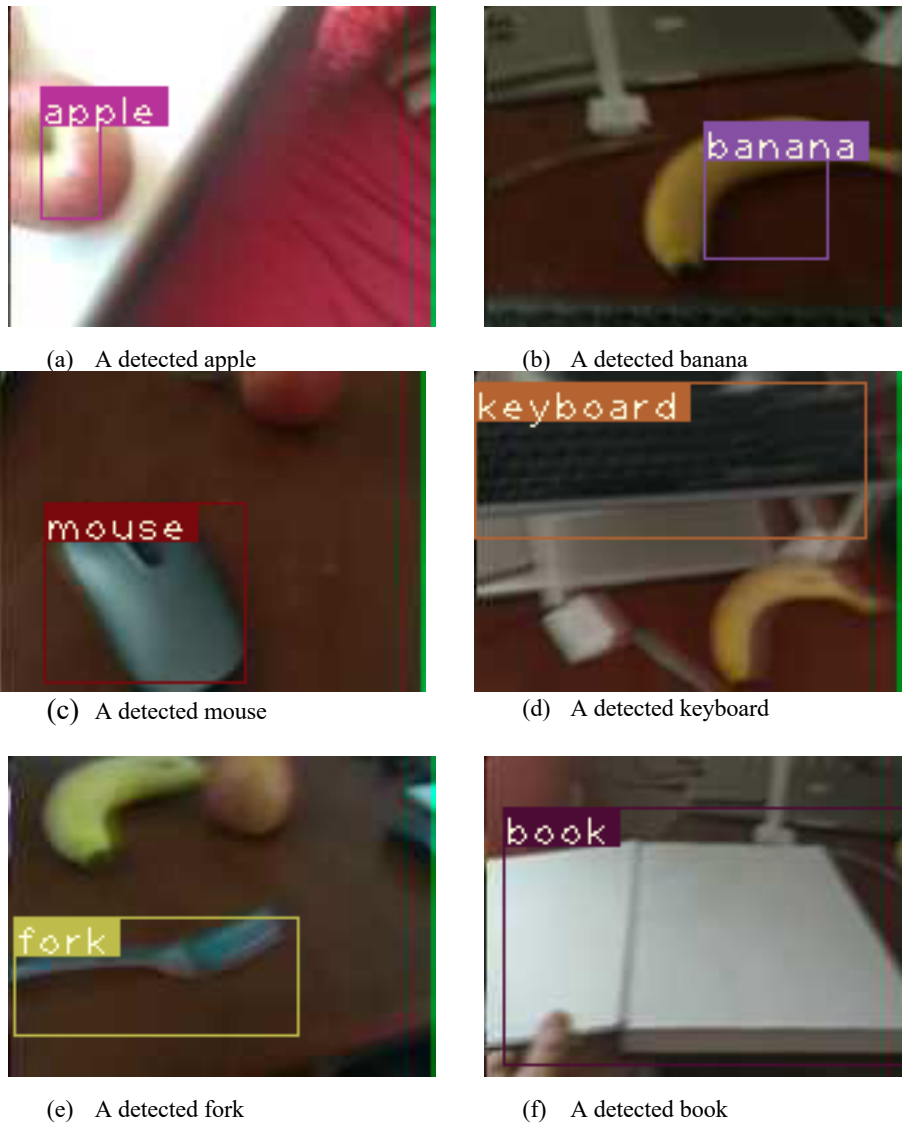 apple
banana
(a) A detected apple
(b) A detected banana
mouse
keyboard
(c) A detected mouse
(d) A detected keyboard
fork
book
(e) A detected fork
(f) A detected book